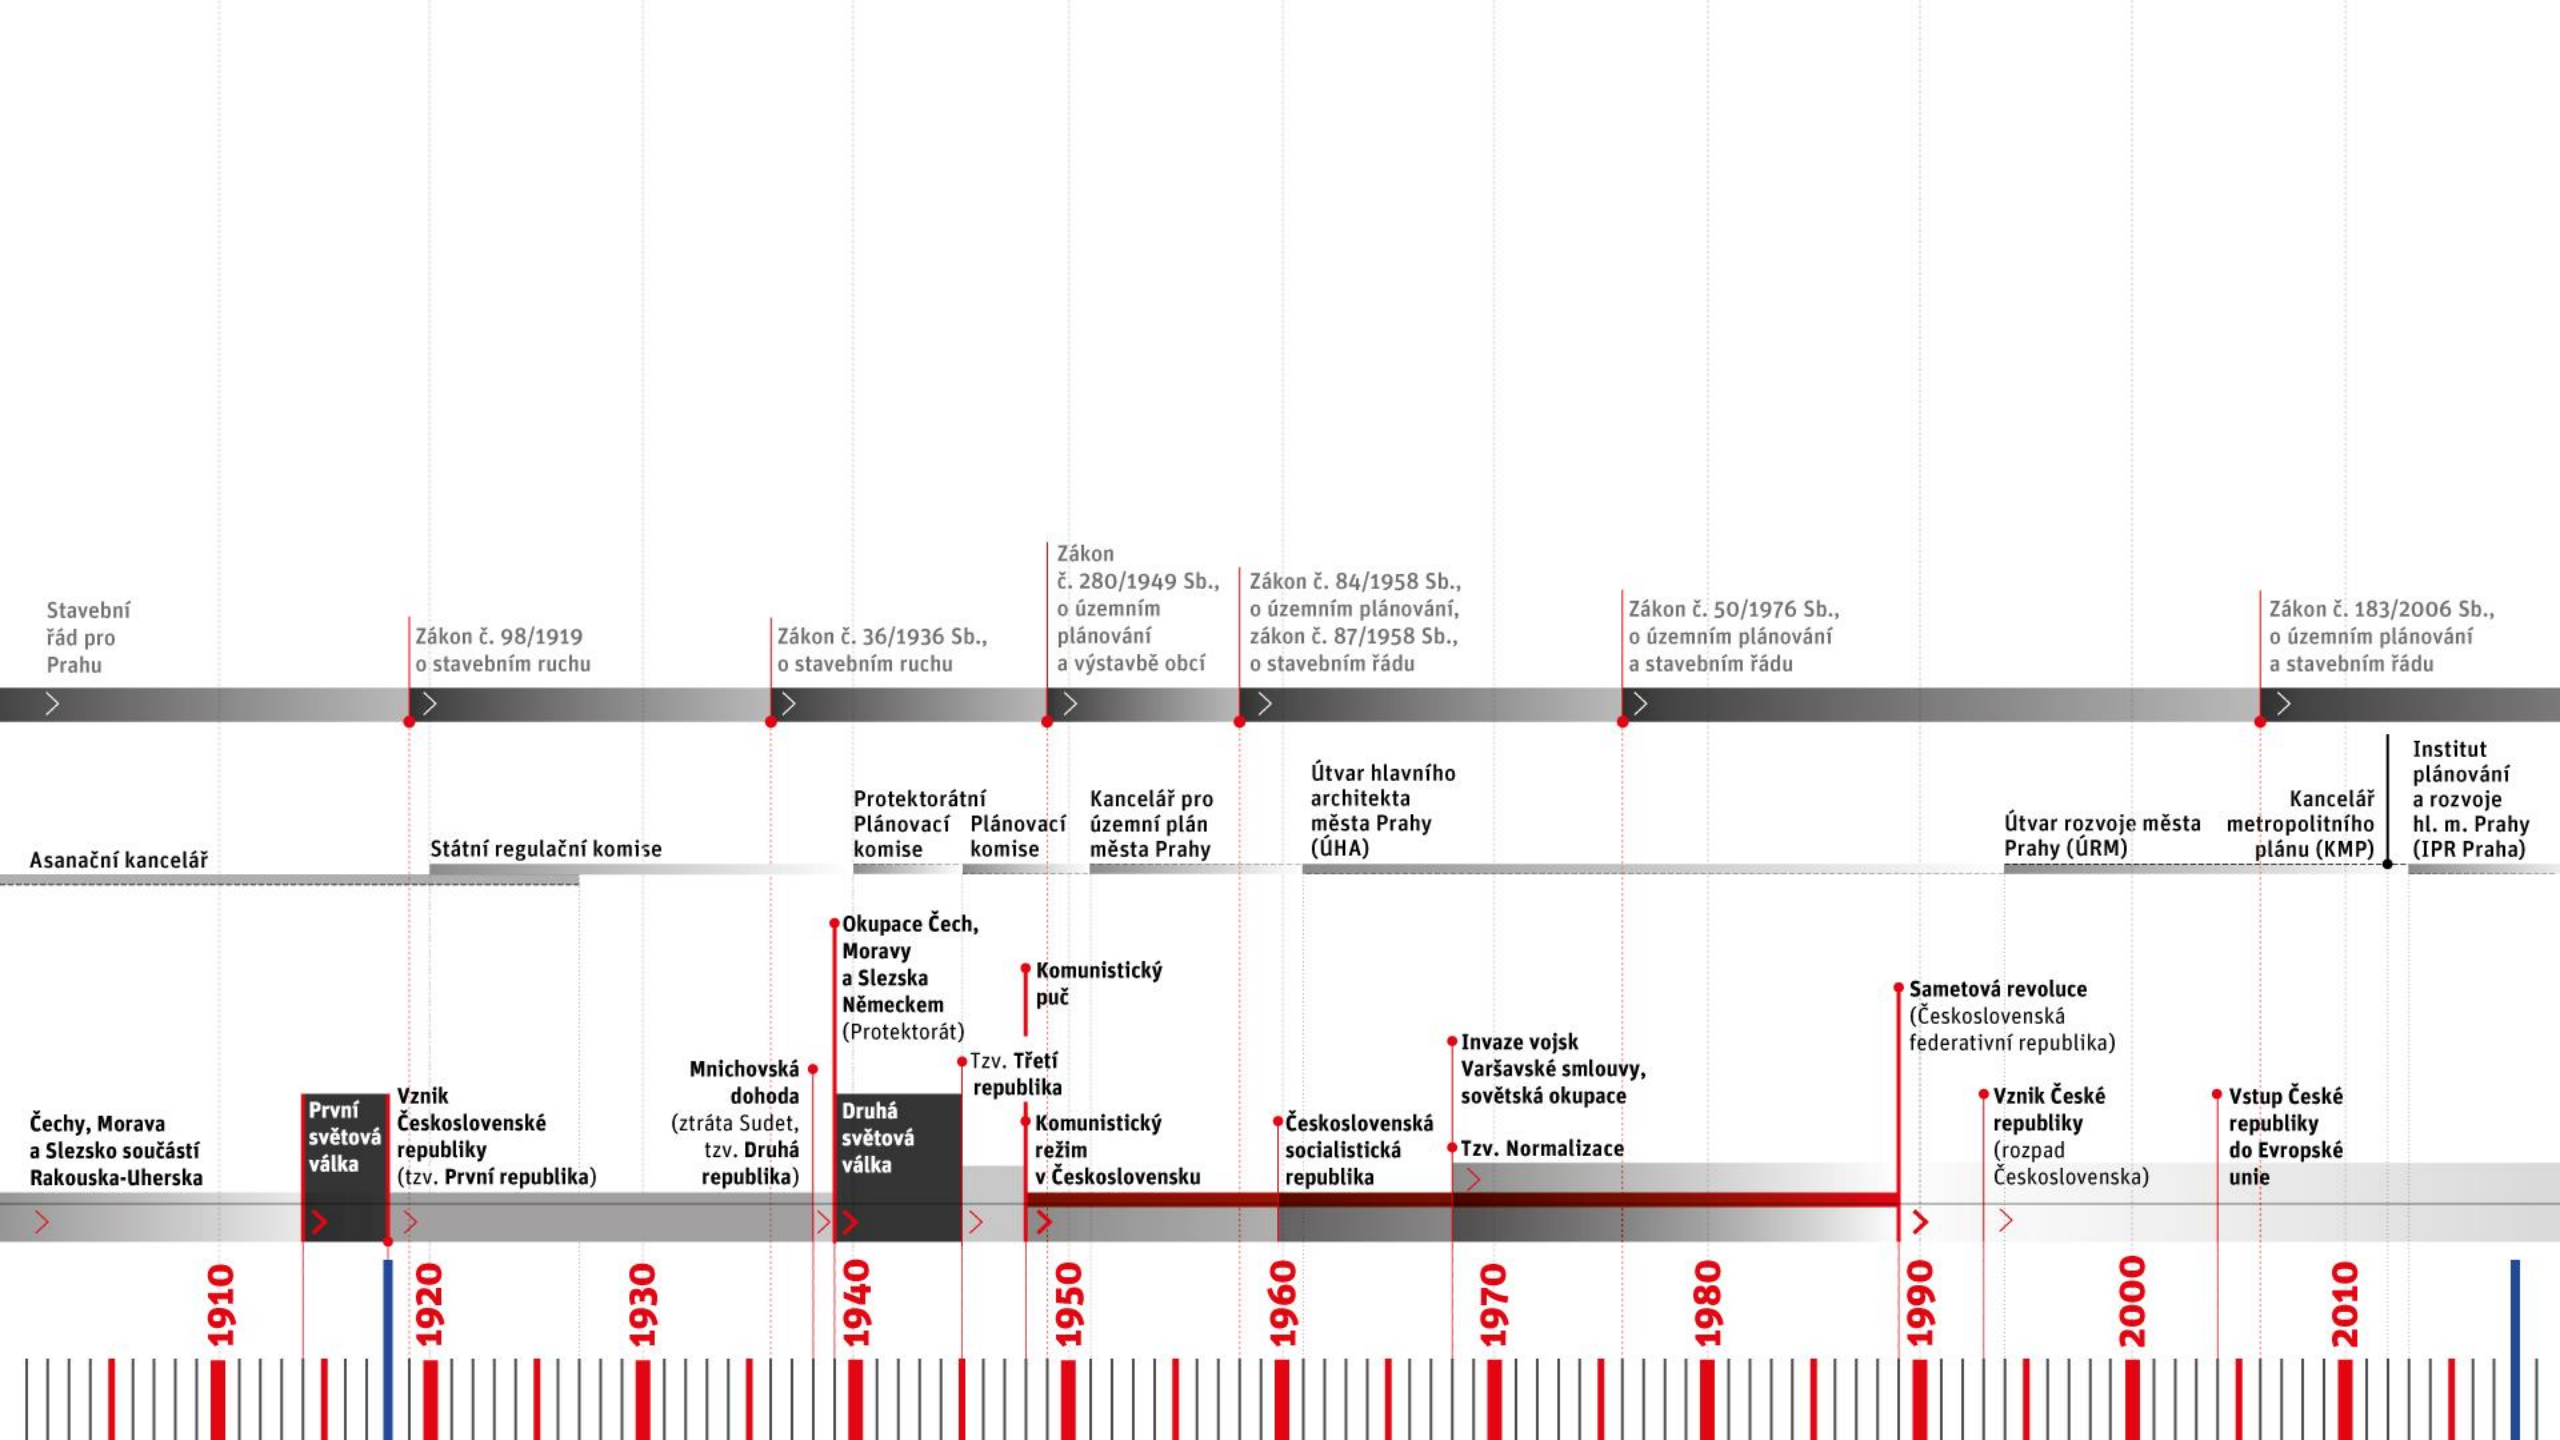 Stavební
řád pro
Prahu
Zákon č. 98/1919
o stavebním ruchu
Zákon č. 36/1936 Sb.,
o stavebním ruchu
Zákon
č. 280/1949 Sb.,
o územním
plánování
a výstavbě obcí
Zákon č. 84/1958 Sb.,
o územním plánování,
zákon č. 87/1958 Sb.,
o stavebním řádu
Zákon č. 50/1976 Sb.,
o územním plánování
a stavebním řádu
Zákon č. 183/2006 Sb.,
o územním plánování
a stavebním řádu
Asanační kancelář
Státní regulační komise
Protektorátní
Plánovací
komise
Plánovací
komise
Kancelář pro
územní plán
města Prahy
Útvar hlavního
architekta
města Prahy
(ÚHA)
Útvar rozvoje města
Prahy (ÚRM)
Kancelář
metropolitního
plánu (KMP)
Institut
plánování
a rozvoje
hl. m. Prahy
(IPR Praha)
Čechy, Morava
a Slezsko součástí
Rakouska-Uherska
První
světová
válka
Vznik
Československé
republiky
(tzv. První republika)
Mnichovská
dohoda
(ztráta Sudet,
tzv. Druhá
republika)
Okupace Čech,
Moravy
a Slezska
Německem
(Protektorát)
Druhá
světová
válka
Tzv. Třetí
republika
Komunistický
puč
Komunistický
režim
v Československu
Československá
socialistická
republika
Invaze vojsk
Varšavské smlouvy,
sovětská okupace
Tzv. Normalizace
Sametová revoluce
(Československá
federativní republika)
Vznik České
republiky
(rozpad
Československa)
Vstup České
republiky
do Evropské
unie
1910
1920
1930
1940
1950
1960
1970
1980
1990
2000
2010